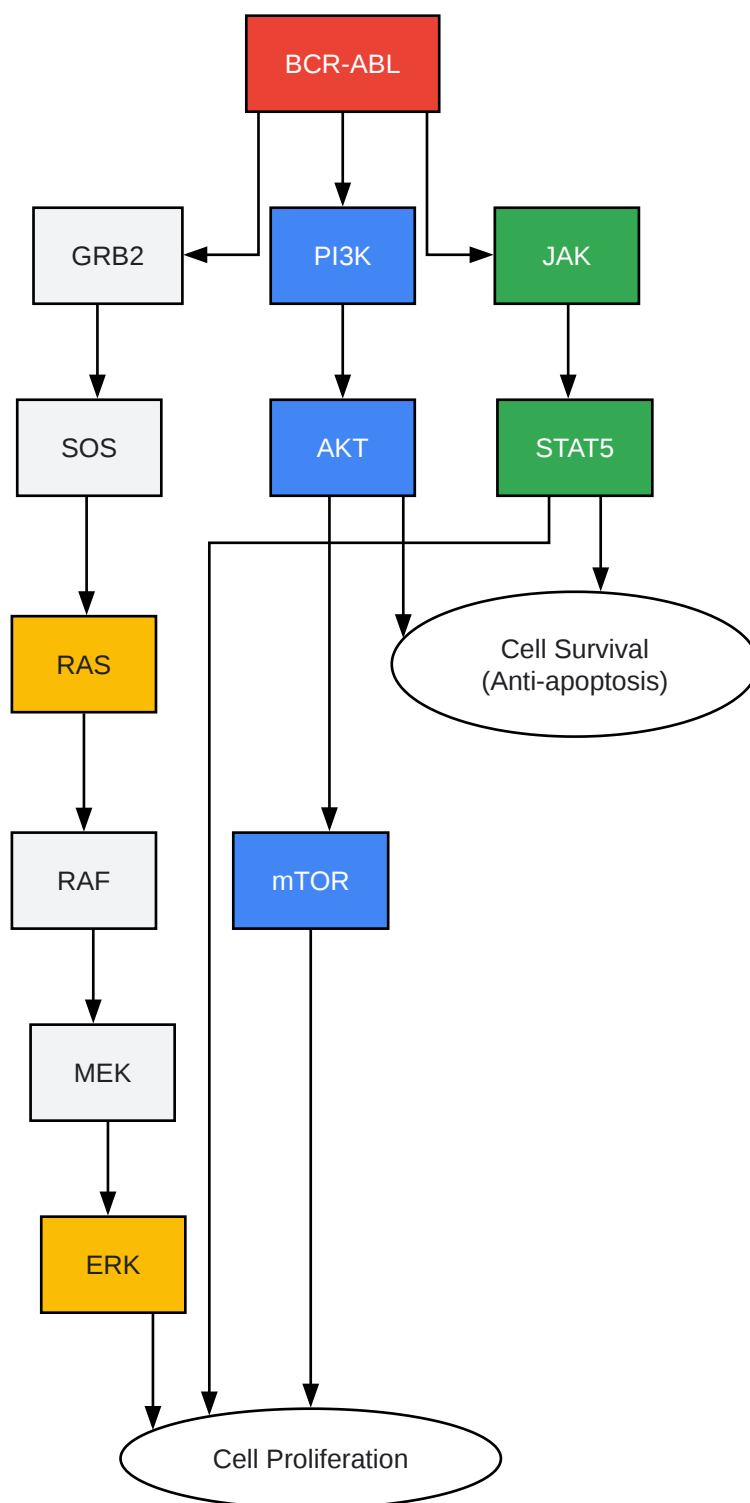 BCR-ABL
GRB2
PI3K
JAK
SOS
AKT
STAT5
RAS
Cell Survival
(Anti-apoptosis)
RAF
mTOR
MEK
ERK
Cell Proliferation